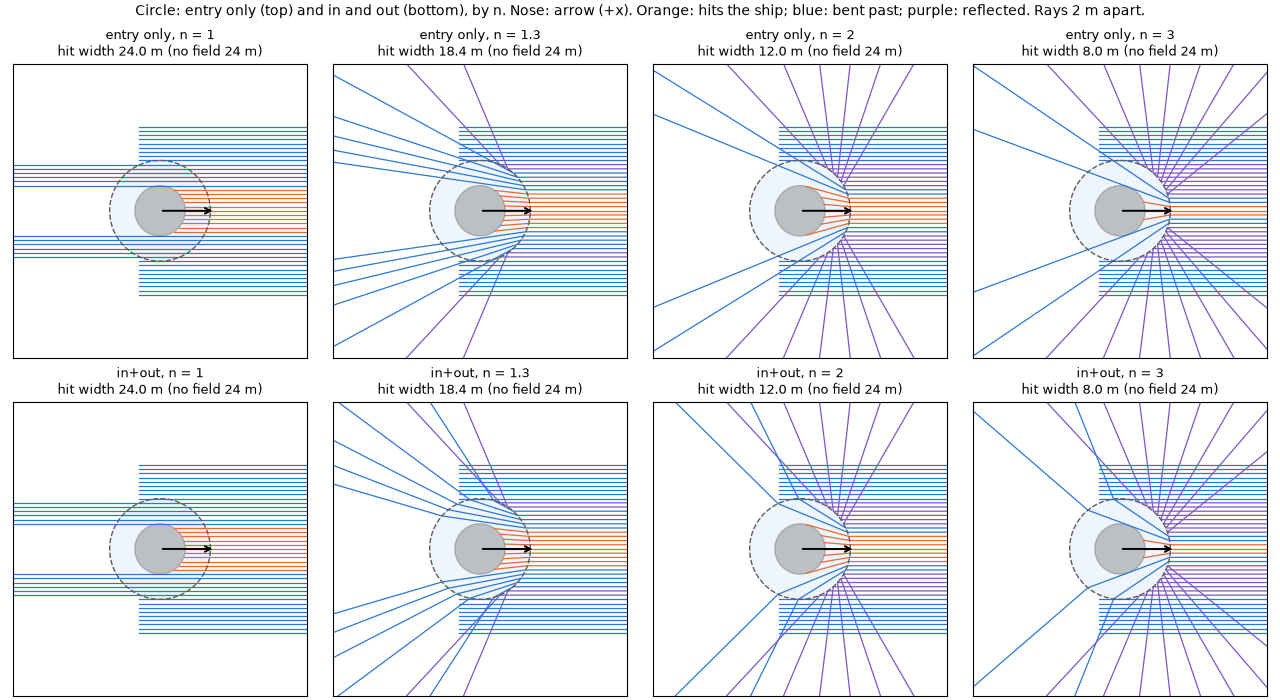 Circle: entry only (top) and in and out (bottom), by n. Nose: arrow (+x). Orange: hits the ship; blue: bent past; purple: reflected. Rays 2 m apart.
entry only, n = 1
hit width 24.0 m (no field 24 m)
entry only, n = 1.3
hit width 18.4 m (no field 24 m)
entry only, n = 2
hit width 12.0 m (no field 24 m)
entry only, n = 3
hit width 8.0 m (no field 24 m)
in+out, n = 1
hit width 24.0 m (no field 24 m)
in+out, n = 1.3
hit width 18.4 m (no field 24 m)
in+out, n = 2
hit width 12.0 m (no field 24 m)
in+out, n = 3
hit width 8.0 m (no field 24 m)